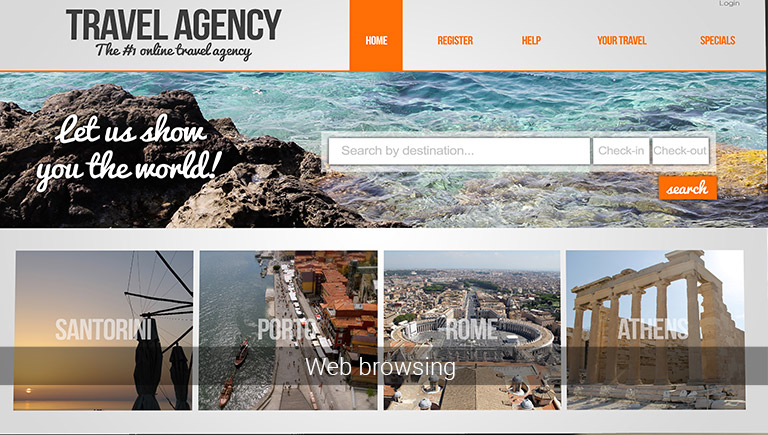 Login
TRAVEL AGENCY
The #1 online travel agency
HOME
REGISTER
HELP
YOUR TRAVEL
SPECIALS
Let us show
you the world!
Search by destination...
Check-in
Check-out
search
SANTORINI
PORTO
ROME
ATHENS
Web browsing